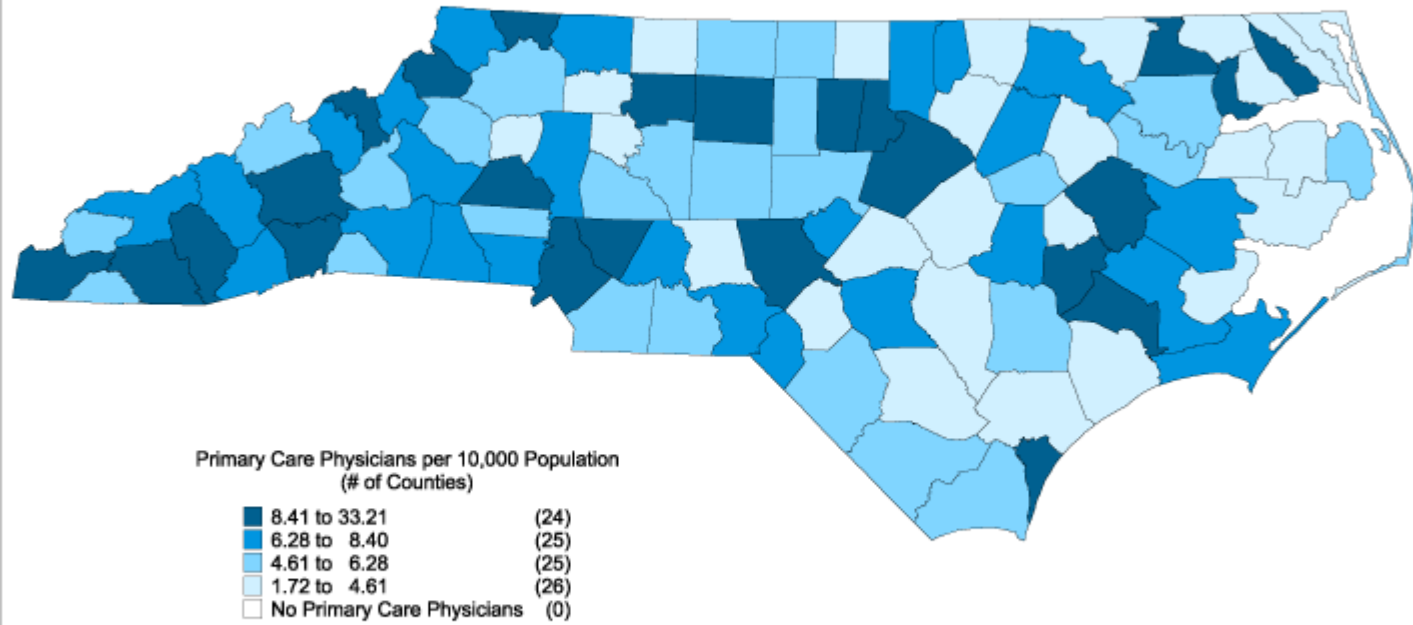 Primary Care Physicians per 10,000 Population
(# of Counties)
8.41 to 33.21 (24)
6.28 to 8.40 (25)
4.61 to 6.28 (25)
1.72 to 4.61 (26)
No Primary Care Physicians (0)